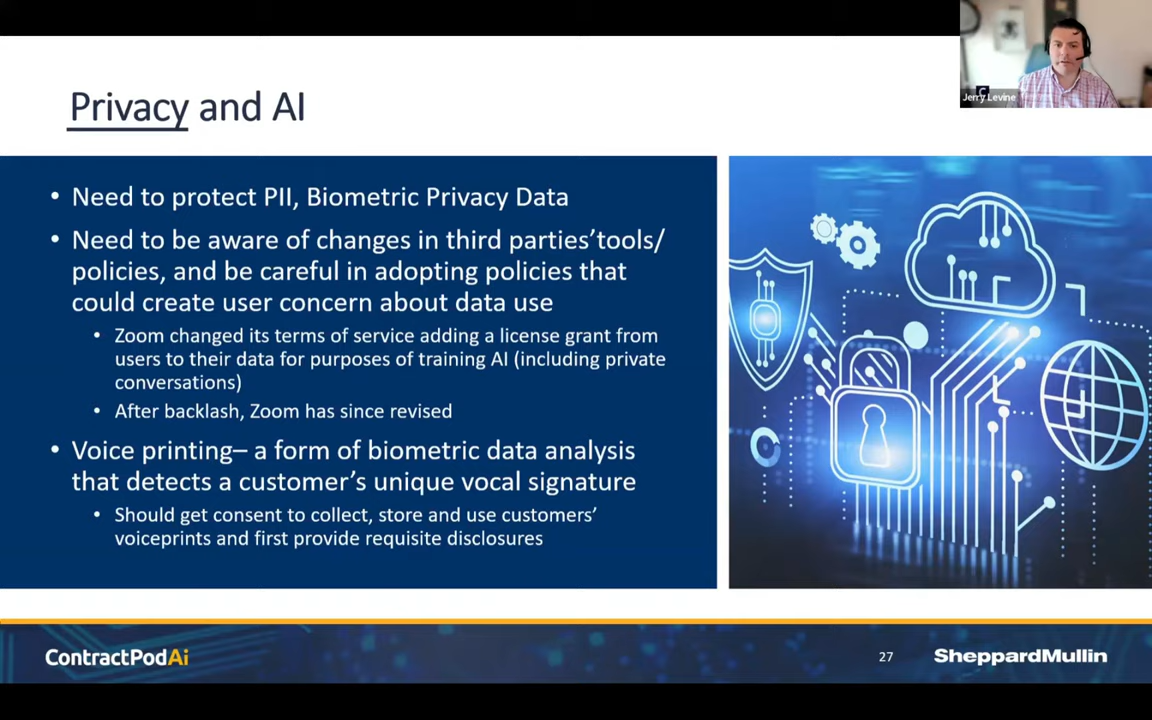 Jerry Levine
Privacy and AI
• Need to protect PII, Biometric Privacy Data
• Need to be aware of changes in third parties'tools/
policies, and be careful in adopting policies that
could create user concern about data use
• Zoom changed its terms of service adding a license grant from
users to their data for purposes of training AI (including private
conversations)
• After backlash, Zoom has since revised
• Voice printing– a form of biometric data analysis
that detects a customer's unique vocal signature
• Should get consent to collect, store and use customers'
voiceprints and first provide requisite disclosures
ContractPodAi
27
SheppardMullin